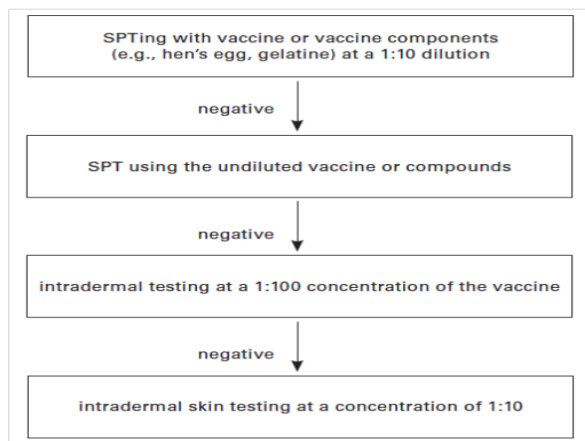 SPTing with vaccine or vaccine components
(e.g., hen's egg, gelatine) at a 1:10 dilution
negative
SPT using the undiluted vaccine or compounds
negative
intradermal testing at a 1:100 concentration of the vaccine
negative
intradermal skin testing at a concentration of 1:10